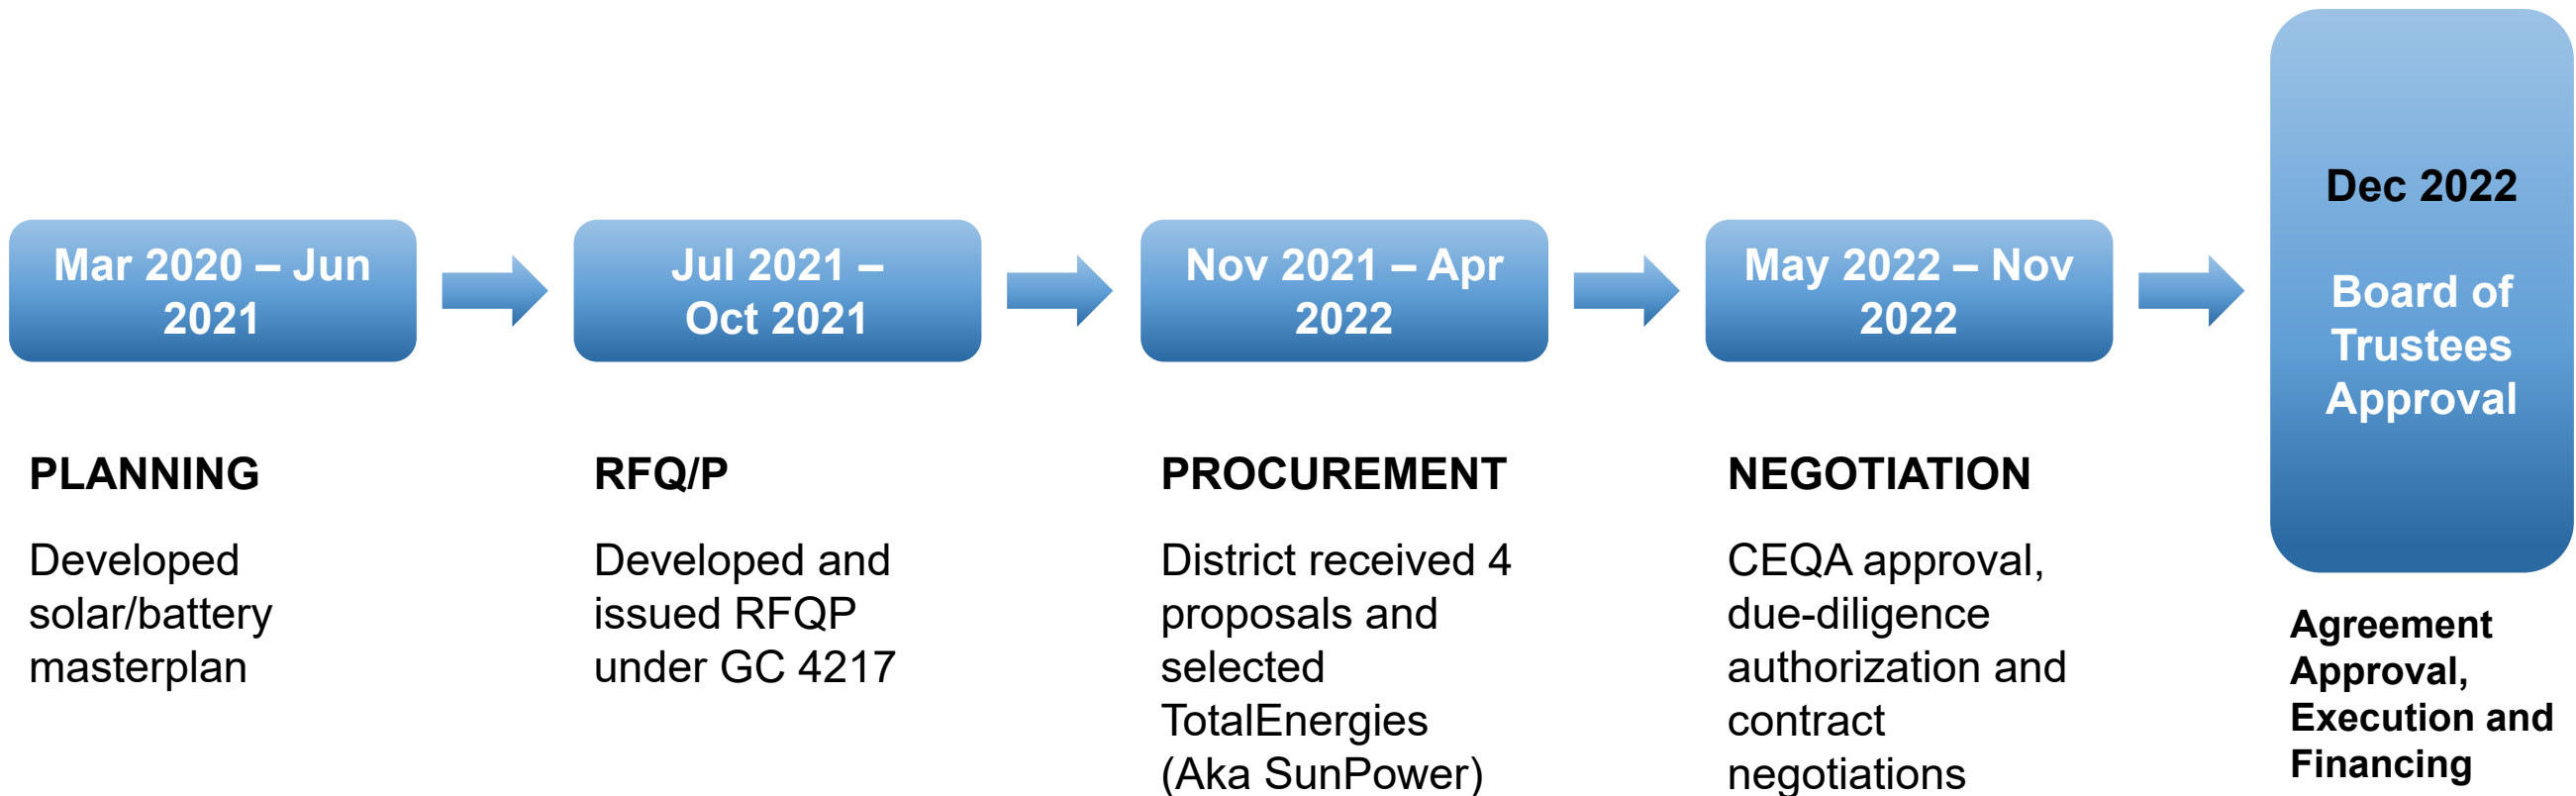 Mar 2020 – Jun
2021
PLANNING
Developed
solar/battery
masterplan
Jul 2021 –
Oct 2021
RFQ/P
Developed and
issued RFQP
under GC 4217
Nov 2021 – Apr
2022
PROCUREMENT
District received 4
proposals and
selected
TotalEnergies
(Aka SunPower)
May 2022 – Nov
2022
NEGOTIATION
CEQA approval,
due-diligence
authorization and
contract
negotiations
Dec 2022
Board of
Trustees
Approval
Agreement
Approval,
Execution and
Financing